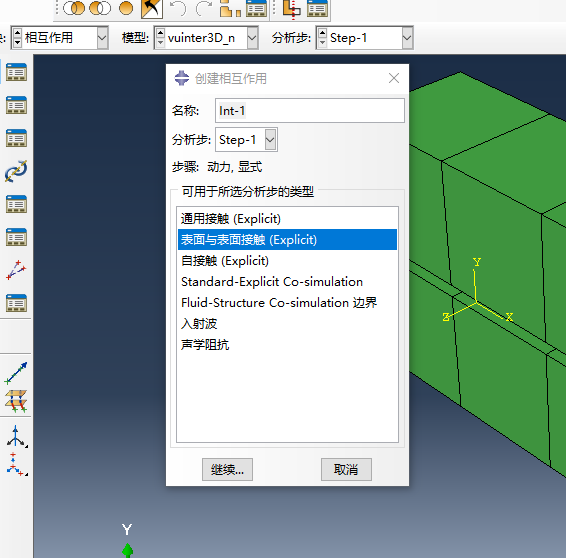 块: 相互作用 模型: vuinter3D_n 分析步: Step-1
创建相互作用
名称: Int-1
分析步: Step-1
步骤: 动力, 显式
可用于所选分析步的类型
通用接触 (Explicit)
表面与表面接触 (Explicit)
自接触 (Explicit)
Standard-Explicit Co-simulation
Fluid-Structure Co-simulation 边界
入射波
声学阻抗
继续... 取消
Y
Z X
Y